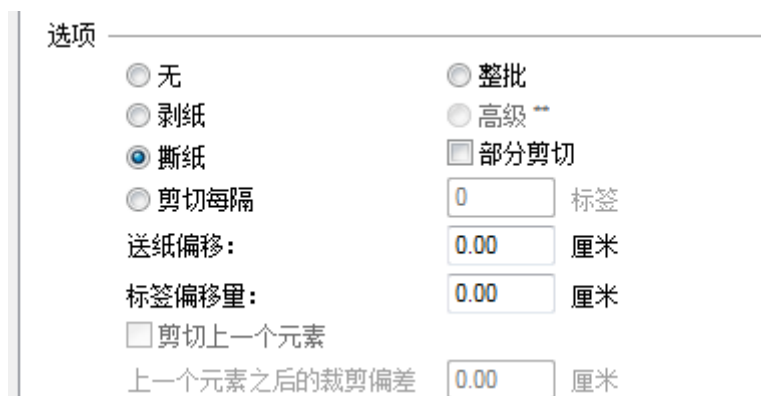 选项
无 整批
剥纸 高级 **
撕纸 部分剪切
剪切每隔 0 标签
送纸偏移: 0.00 厘米
标签偏移量: 0.00 厘米
剪切上一个元素
上一个元素之后的裁剪偏差 0.00 厘米